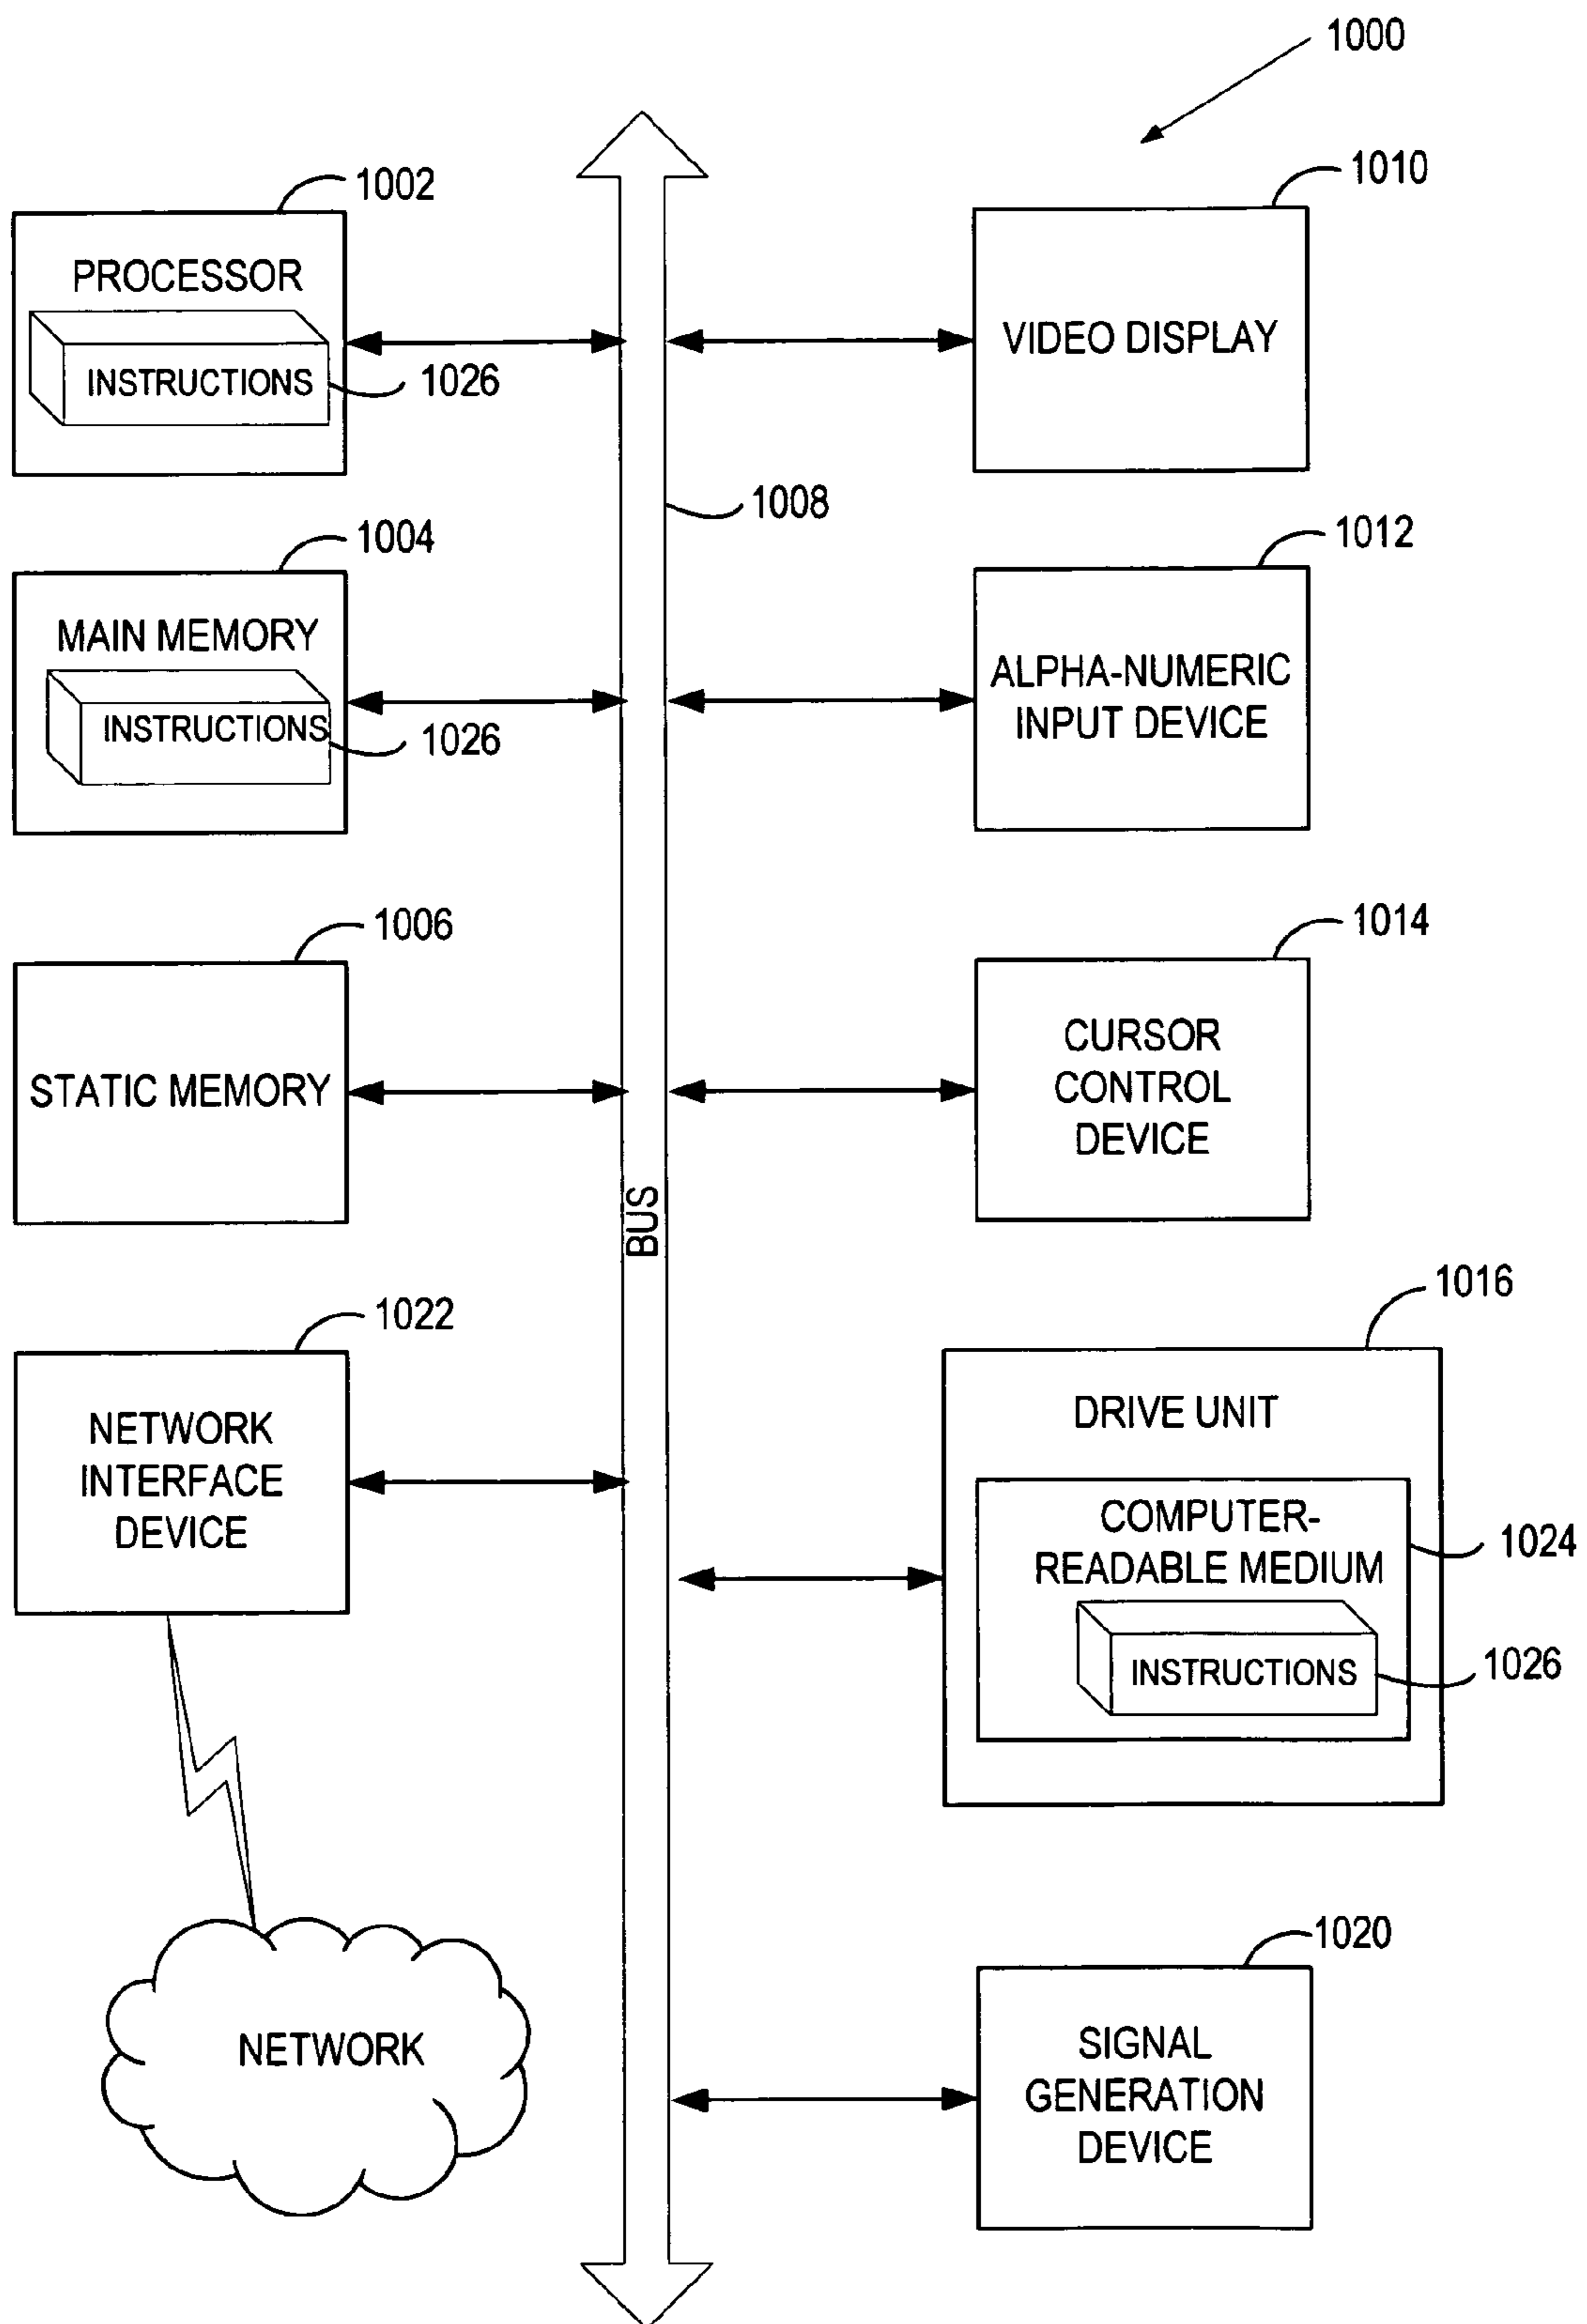 1000
1002
PROCESSOR
INSTRUCTIONS
1026
1010
VIDEO DISPLAY
1008
1004
MAIN MEMORY
INSTRUCTIONS
1026
1012
ALPHA-NUMERIC
INPUT DEVICE
1006
STATIC MEMORY
1014
CURSOR
CONTROL
DEVICE
BUS
1022
NETWORK
INTERFACE
DEVICE
1016
DRIVE UNIT
COMPUTER-
READABLE MEDIUM
1024
INSTRUCTIONS
1026
NETWORK
1020
SIGNAL
GENERATION
DEVICE